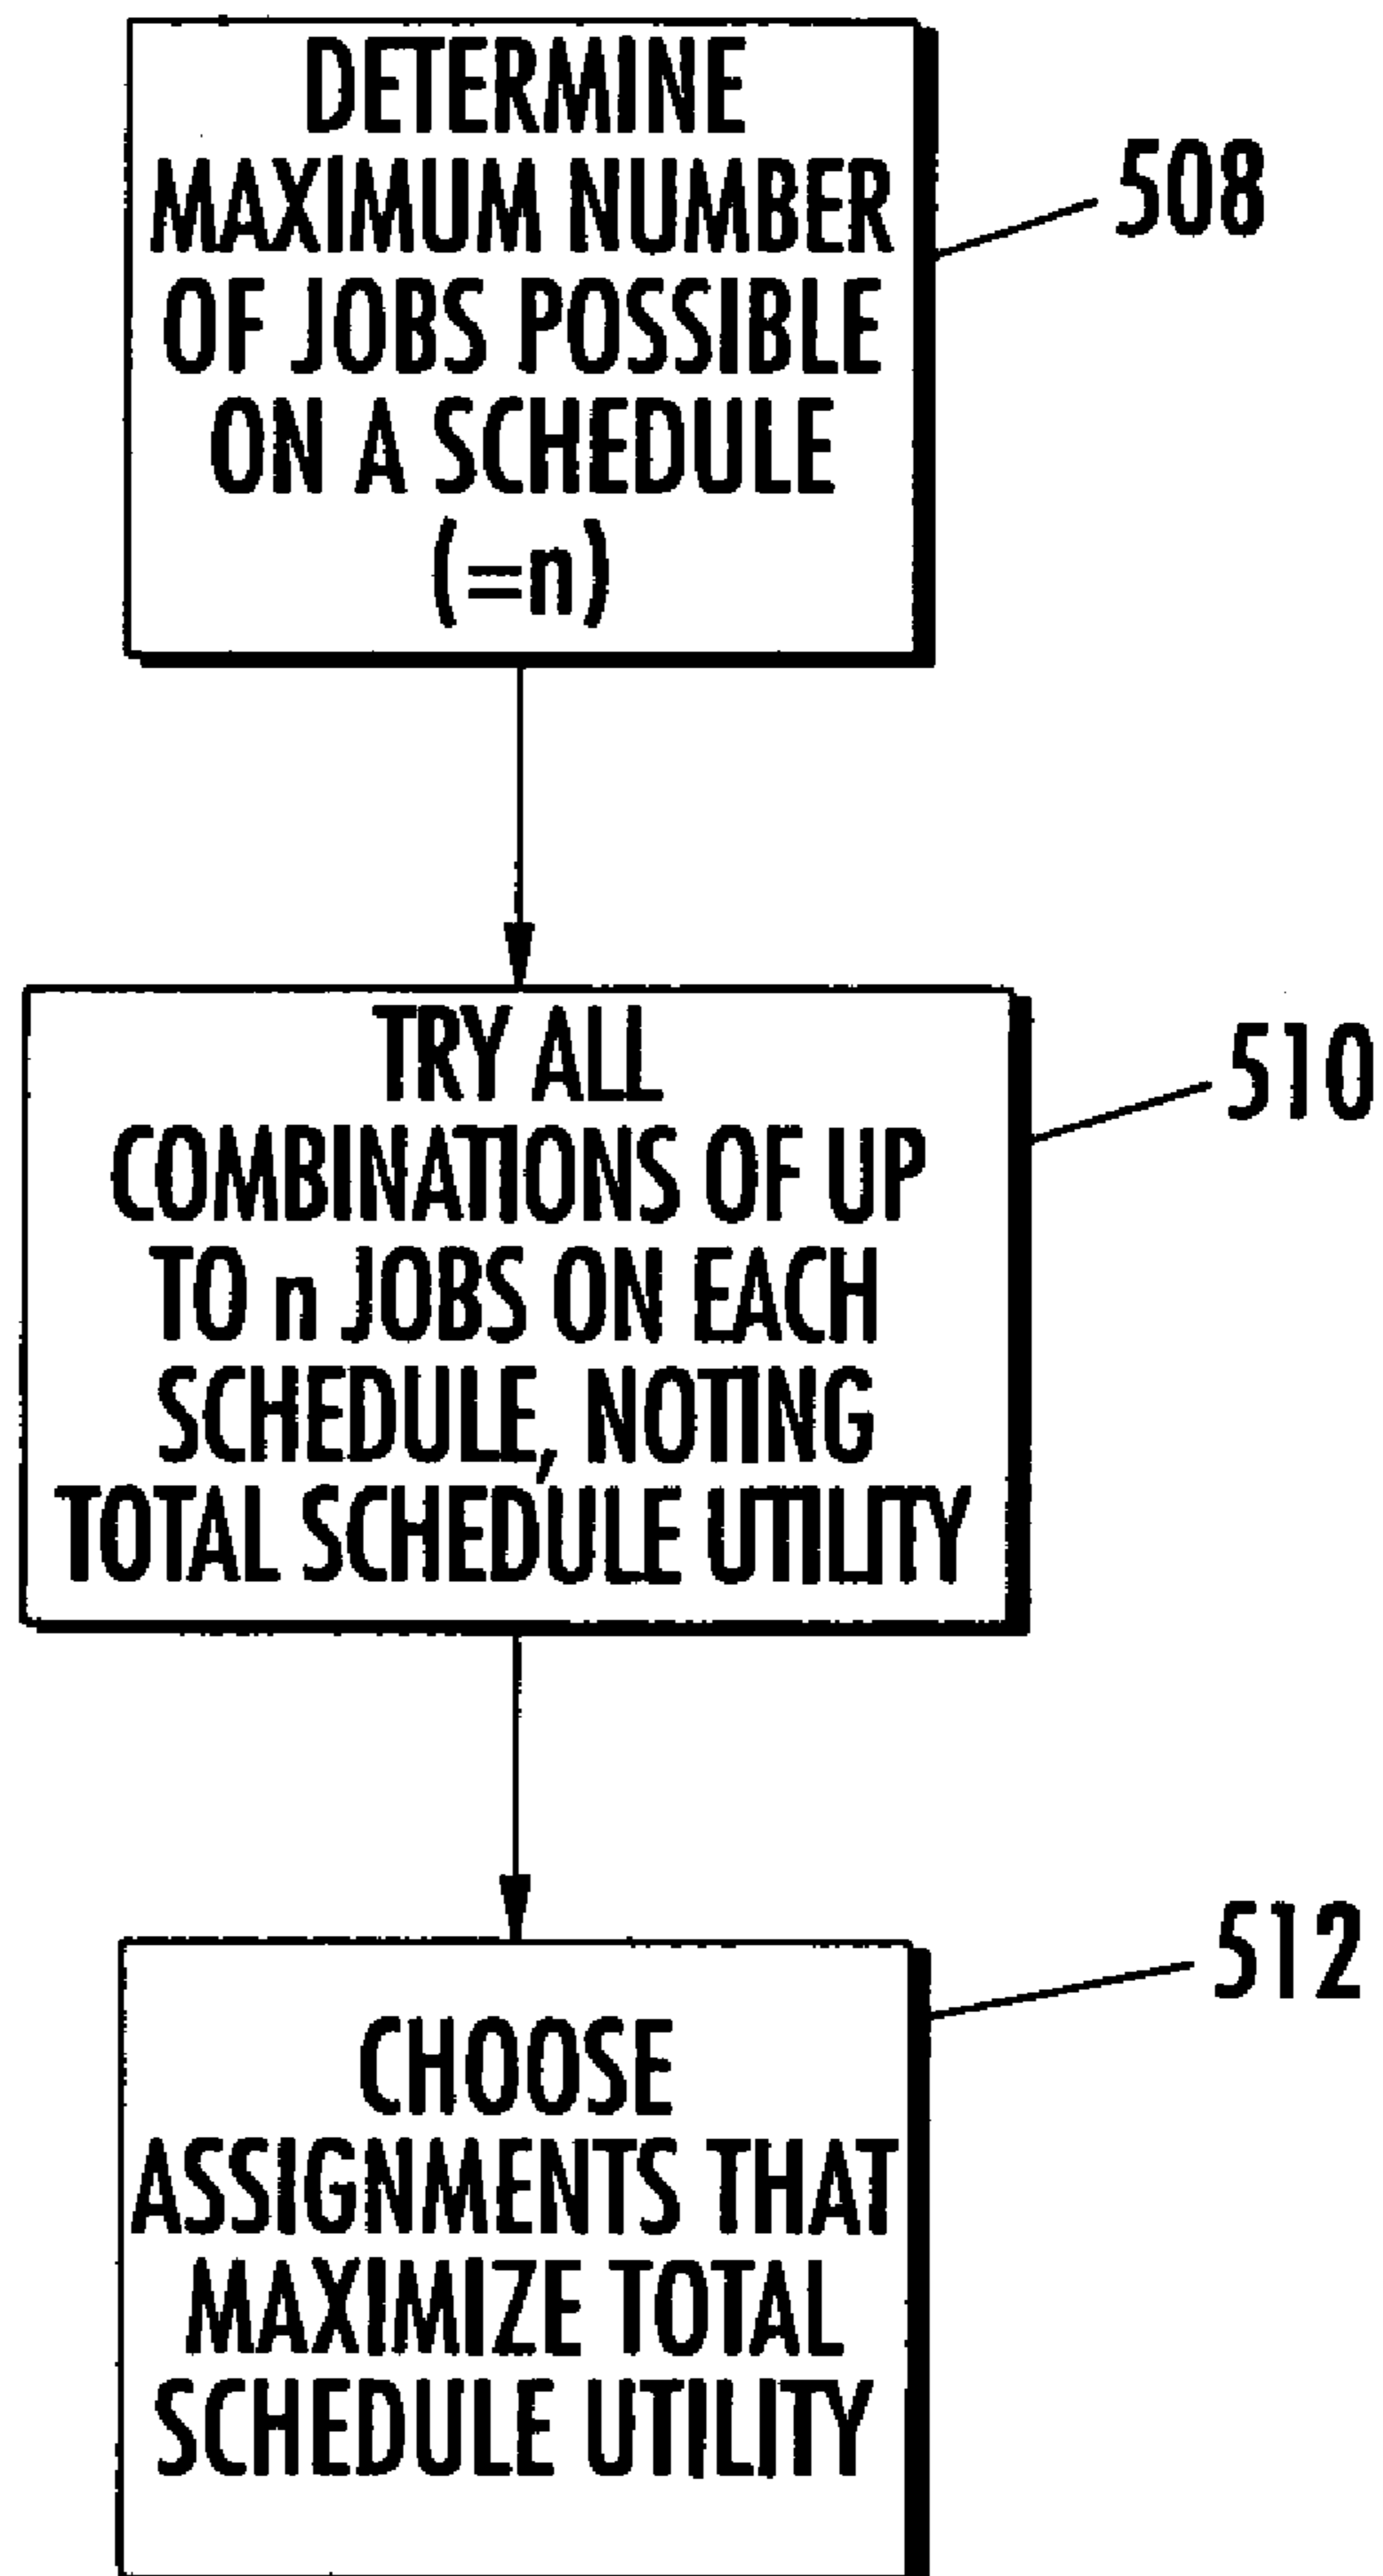 DETERMINE
MAXIMUM NUMBER
OF JOBS POSSIBLE
ON A SCHEDULE
(=n)
508
TRY ALL
COMBINATIONS OF UP
TO n JOBS ON EACH
SCHEDULE, NOTING
TOTAL SCHEDULE UTILITY
510
CHOOSE
ASSIGNMENTS THAT
MAXIMIZE TOTAL
SCHEDULE UTILITY
512